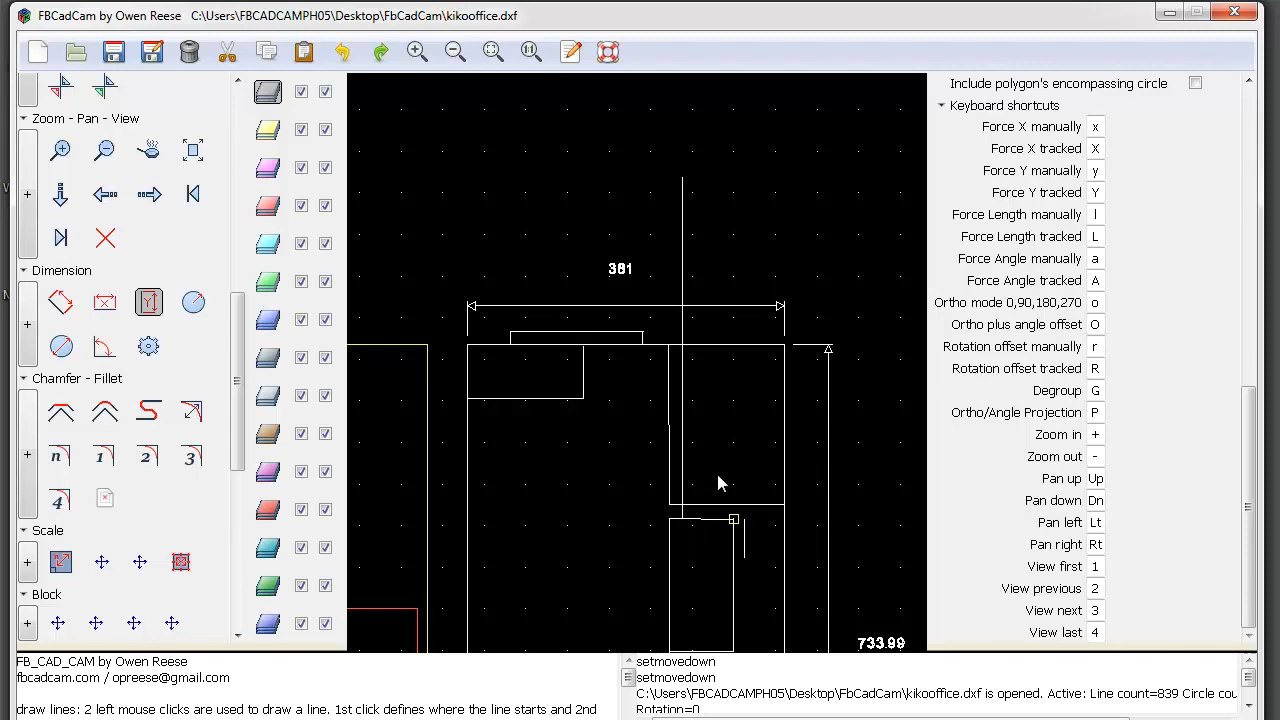 FBCadCam by Owen Reese C:\Users\FBCADCAMPH05\Desktop\FbCadCam\kikooffice.dxf
1:1
Zoom - Pan - View
Dimension
Chamfer - Fillet
n 1 2 3
4
Scale
Block
381
733.99
Include polygon's encompassing circle
Keyboard shortcuts
Force X manually x
Force X tracked X
Force Y manually y
Force Y tracked Y
Force Length manually l
Force Length tracked L
Force Angle manually a
Force Angle tracked A
Ortho mode 0,90,180,270 o
Ortho plus angle offset O
Rotation offset manually r
Rotation offset tracked R
Degroup G
Ortho/Angle Projection P
Zoom in +
Zoom out -
Pan up Up
Pan down Dn
Pan left Lt
Pan right Rt
View first 1
View previous 2
View next 3
View last 4
FB_CAD_CAM by Owen Reese
fbcadcam.com / opreese@gmail.com
draw lines: 2 left mouse clicks are used to draw a line. 1st click defines where the line starts and 2nd
setmovedown
setmovedown
C:\Users\FBCADCAMPH05\Desktop\FbCadCam\kikooffice.dxf is opened. Active: Line count=839 Circle cou
Rotation=0